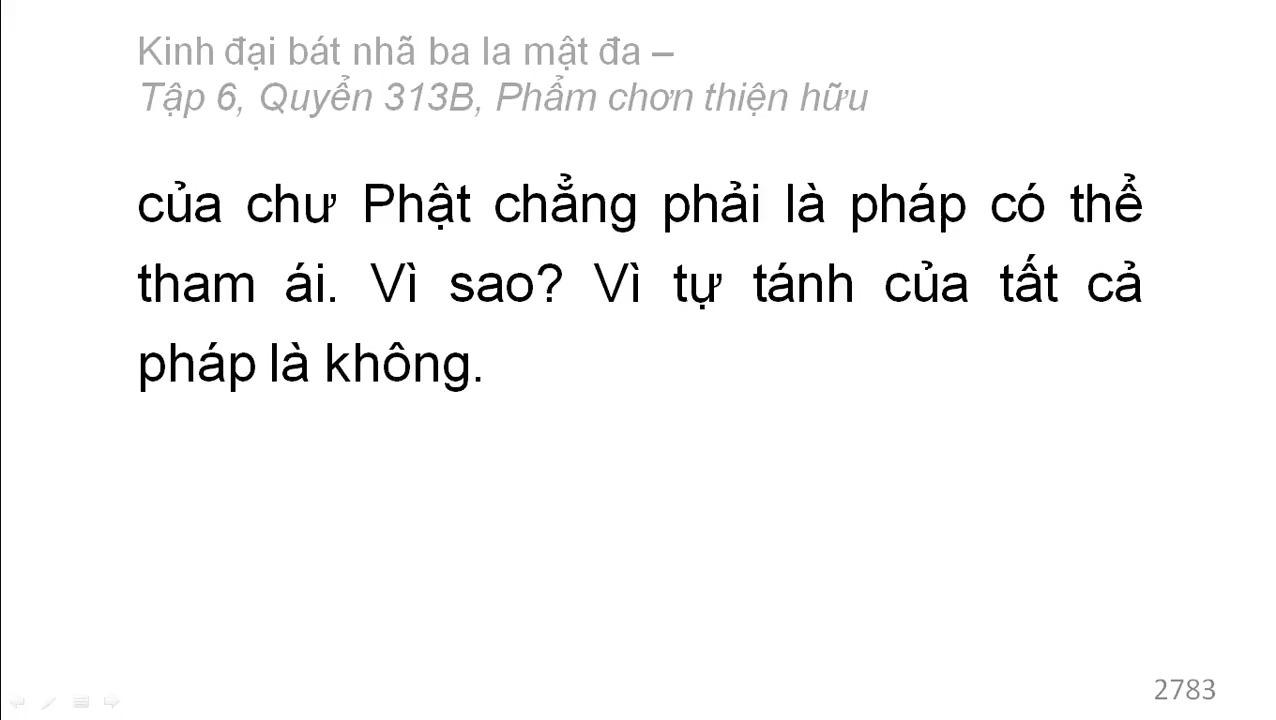 Kinh đại bát nhã ba la mật đa –
Tập 6, Quyển 313B, Phẩm chơn thiện hữu
của chư Phật chẳng phải là pháp có thể
tham ái. Vì sao? Vì tự tánh của tất cả
pháp là không.
2783